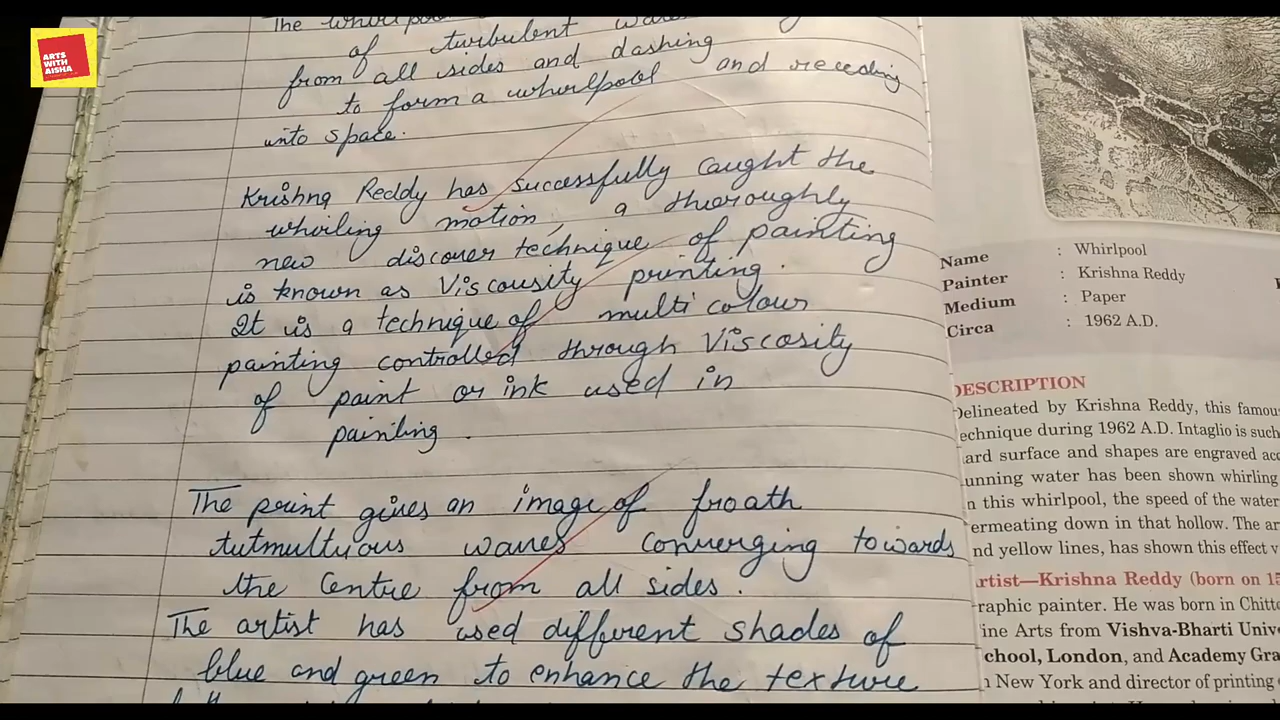 ARTS
WITH
AISHA
The whirlpool
of turbulent waves
from all sides and dashing and receding
to form a whirlpool
into space.
Krishna Reddy has successfully caught the
whirling motion, a thoroughly
new discover technique of painting
is known as Viscousity printing.
It is a technique of multi colour
painting controlled through Viscosity
of paint or ink used in
painting.
The print gives an image of froath
tutmultuous waves converging towards
the Centre from all sides.
The artist has used different shades of
blue and green to enhance the texture
Name : Whirlpool
Painter : Krishna Reddy
Medium : Paper
Circa : 1962 A.D.
DESCRIPTION
Delineated by Krishna Reddy, this famou
echnique during 1962 A.D. Intaglio is such
ard surface and shapes are engraved acc
unning water has been shown whirling
n this whirlpool, the speed of the water
ermeating down in that hollow. The ar
nd yellow lines, has shown this effect v
rtist—Krishna Reddy (born on 15
raphic painter. He was born in Chitto
ine Arts from Vishva-Bharti Unive
chool, London, and Academy Gra
n New York and director of printing